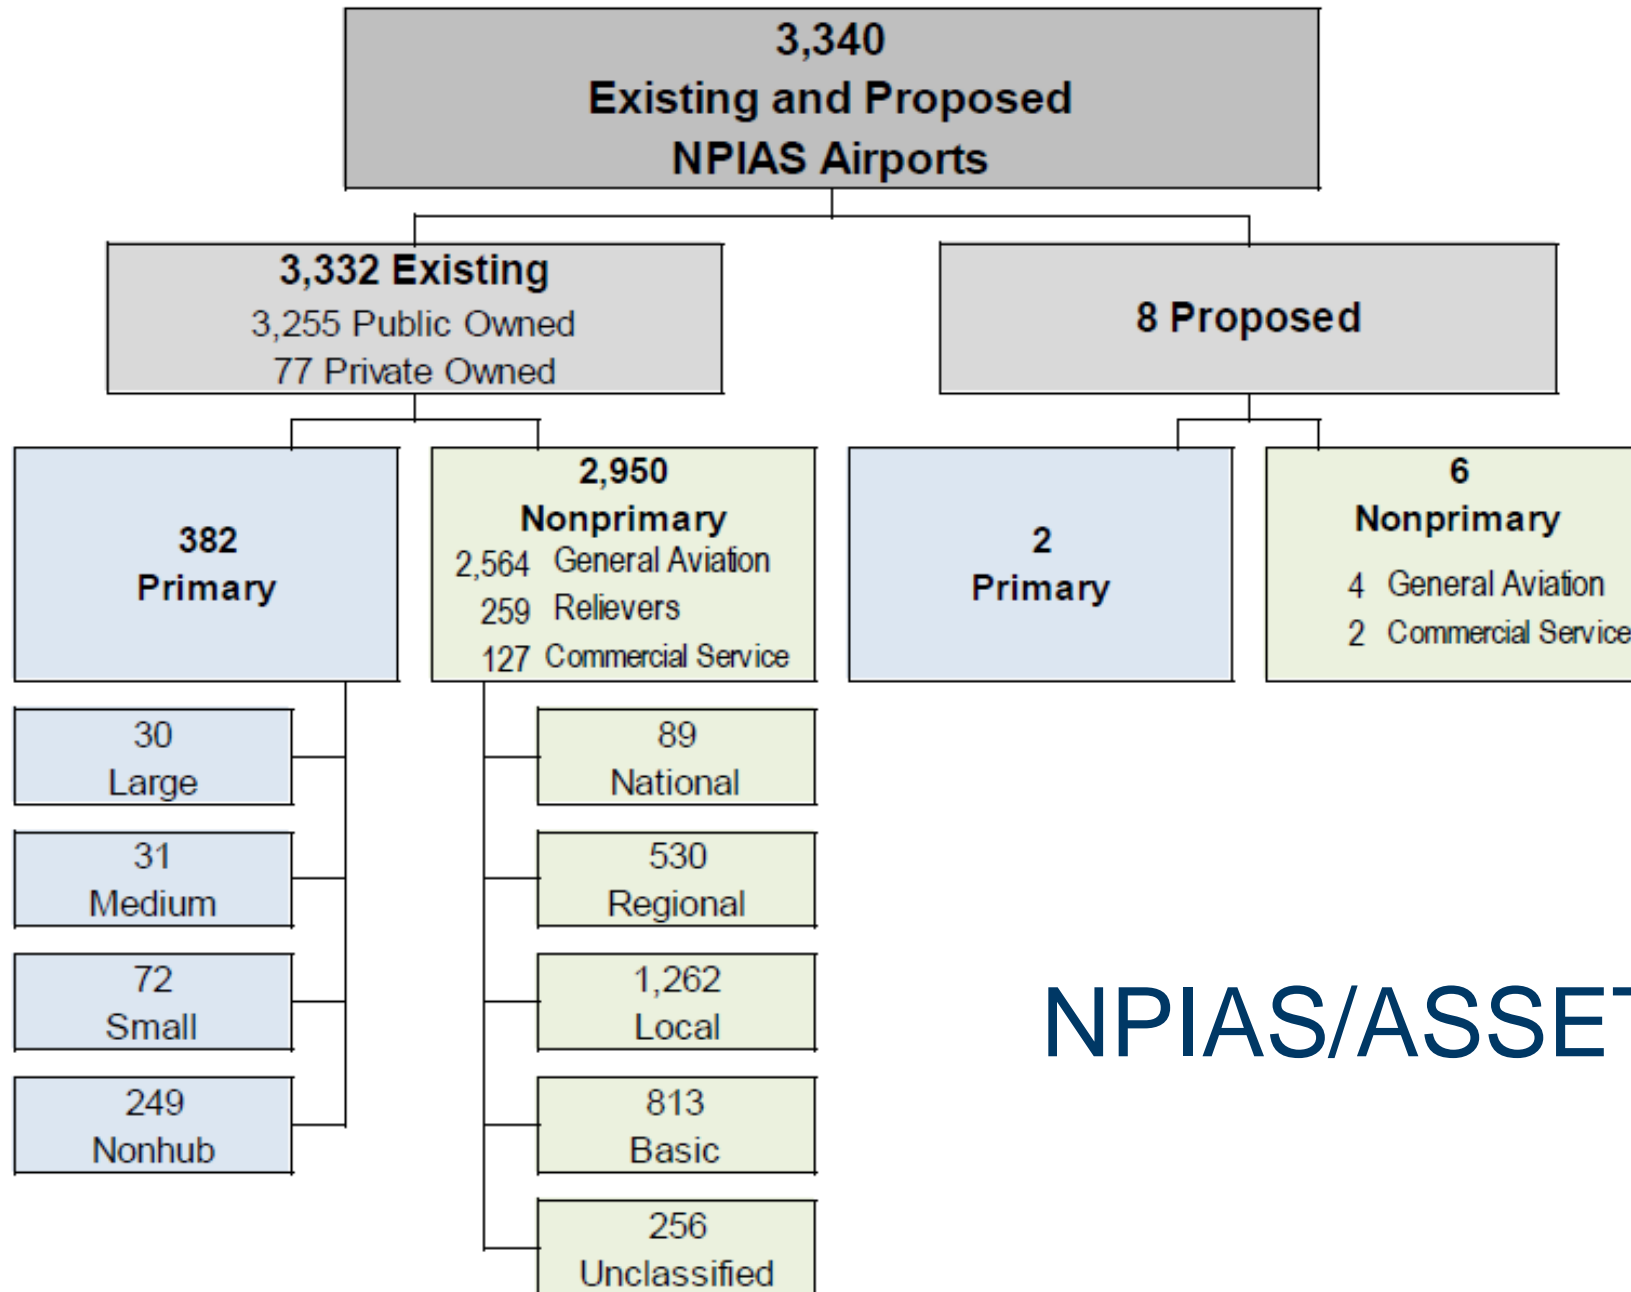 3,340
Existing and Proposed
NPIAS Airports
3,332 Existing
3,255 Public Owned
77 Private Owned
8 Proposed
382
Primary
2,950
Nonprimary
2,564 General Aviation
259 Relievers
127 Commercial Service
2
Primary
6
Nonprimary
4 General Aviation
2 Commercial Service
30
Large
31
Medium
72
Small
249
Nonhub
89
National
530
Regional
1,262
Local
813
Basic
256
Unclassified
NPIAS/ASSET